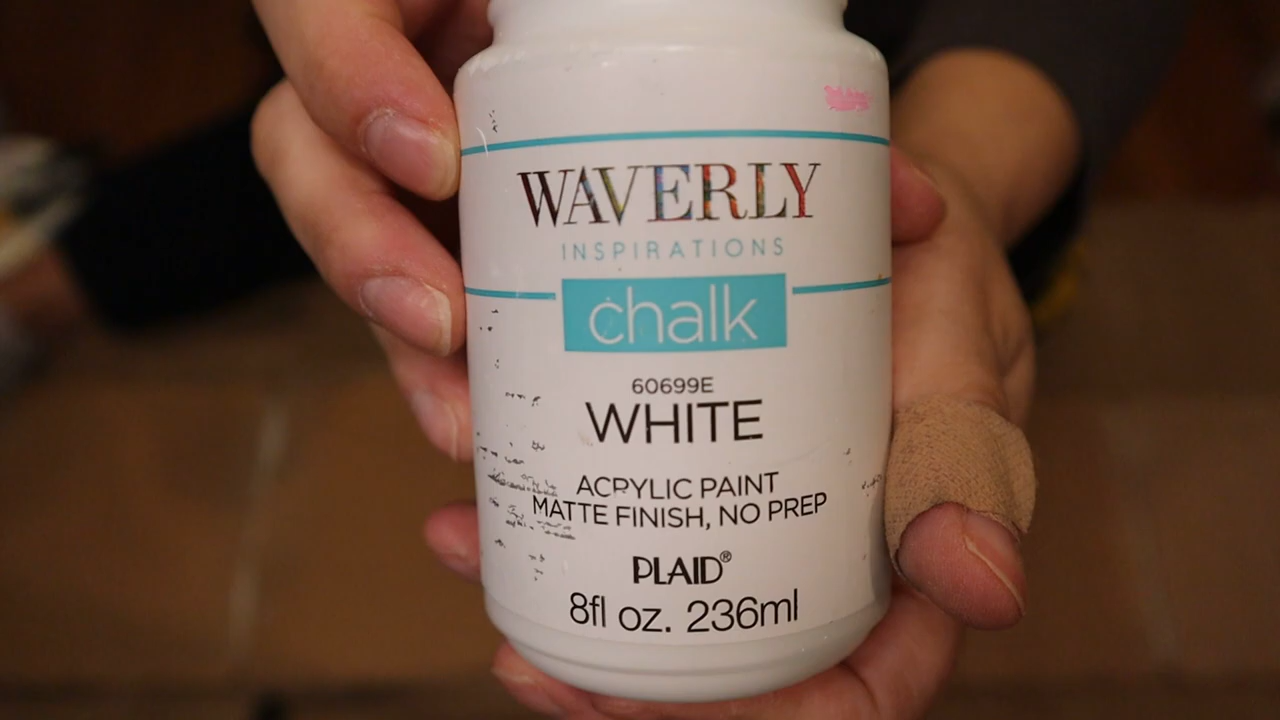 WAVERLY
INSPIRATIONS
chalk
60699E
WHITE
ACRYLIC PAINT
MATTE FINISH, NO PREP
PLAID®
8fl oz. 236ml